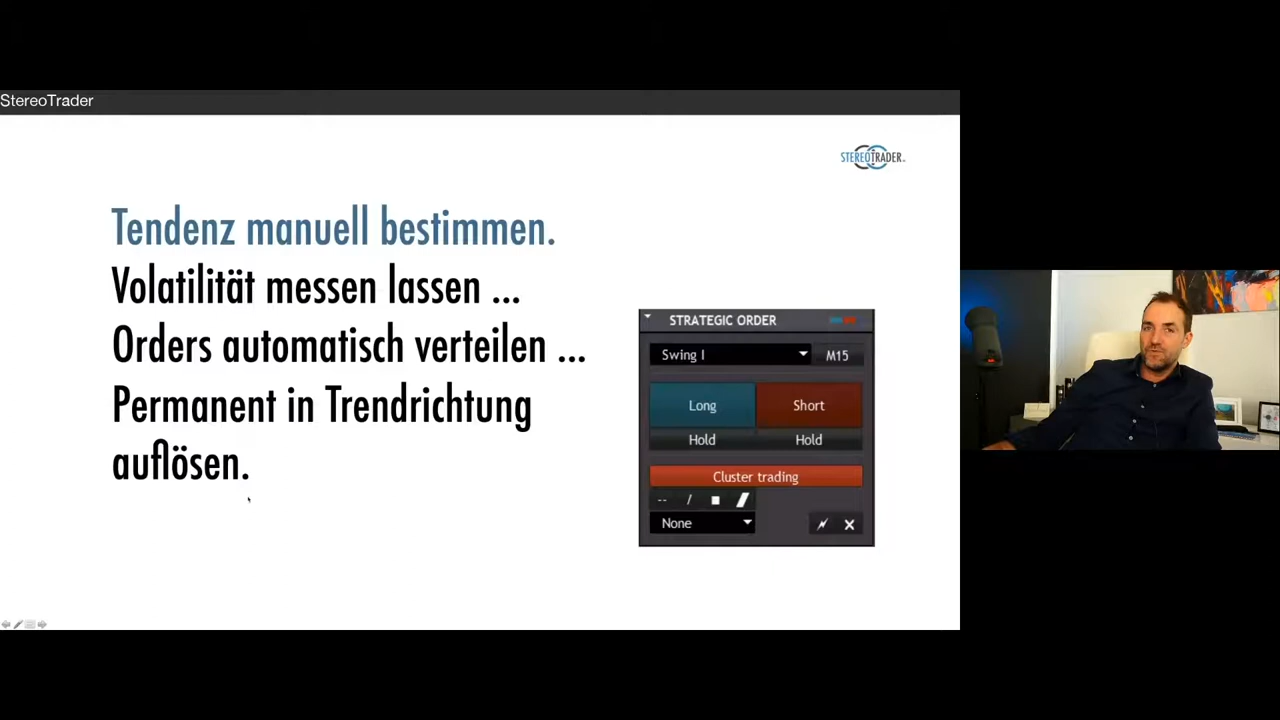 StereoTrader
STEREOTRADER
Tendenz manuell bestimmen.
Volatilität messen lassen ...
Orders automatisch verteilen ...
Permanent in Trendrichtung
auflösen.
STRATEGIC ORDER
Swing I
M15
Long
Short
Hold
Hold
Cluster trading
None